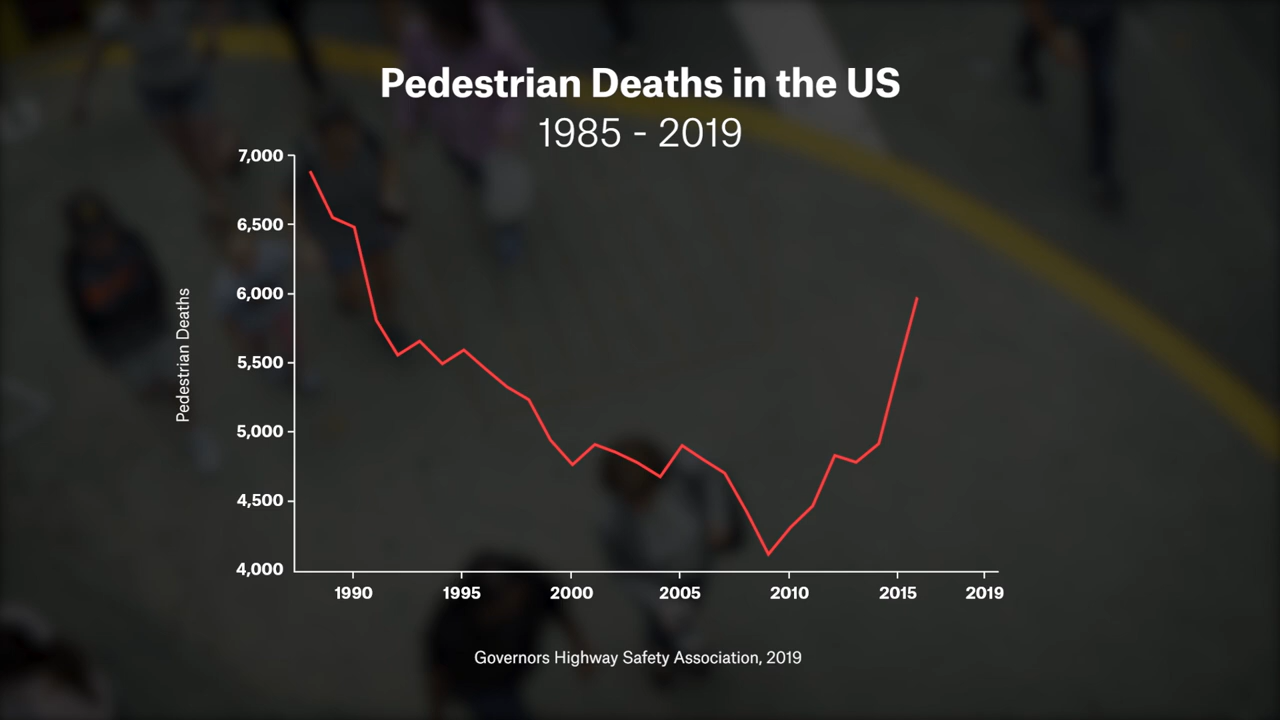 Pedestrian Deaths in the US
1985 - 2019
7,000
6,500
6,000
5,500
5,000
4,500
4,000
Pedestrian Deaths
1990 1995 2000 2005 2010 2015 2019
Governors Highway Safety Association, 2019